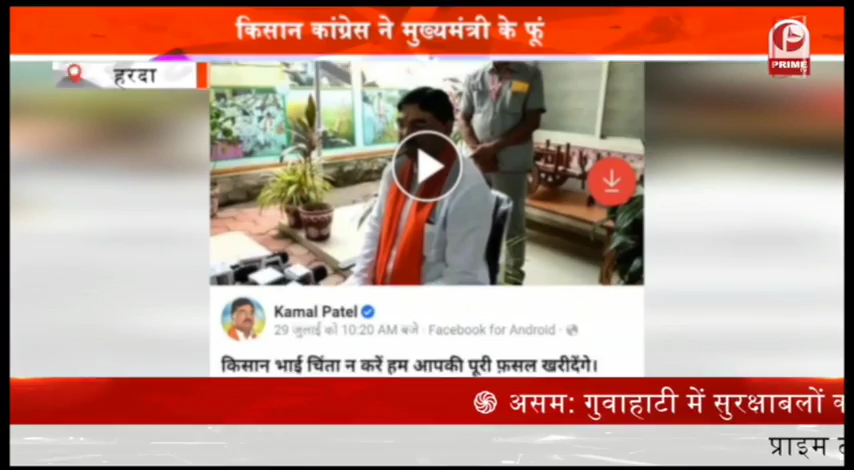 किसान कांग्रेस ने मुख्यमंत्री के फूं
PRIME
हरदा
Kamal Patel
29 जुलाई को 10:20 AM बजे · Facebook for Android ·
किसान भाई चिंता न करें हम आपकी पूरी फ़सल खरीदेंगे।
असम: गुवाहाटी में सुरक्षाबलों
प्राइम